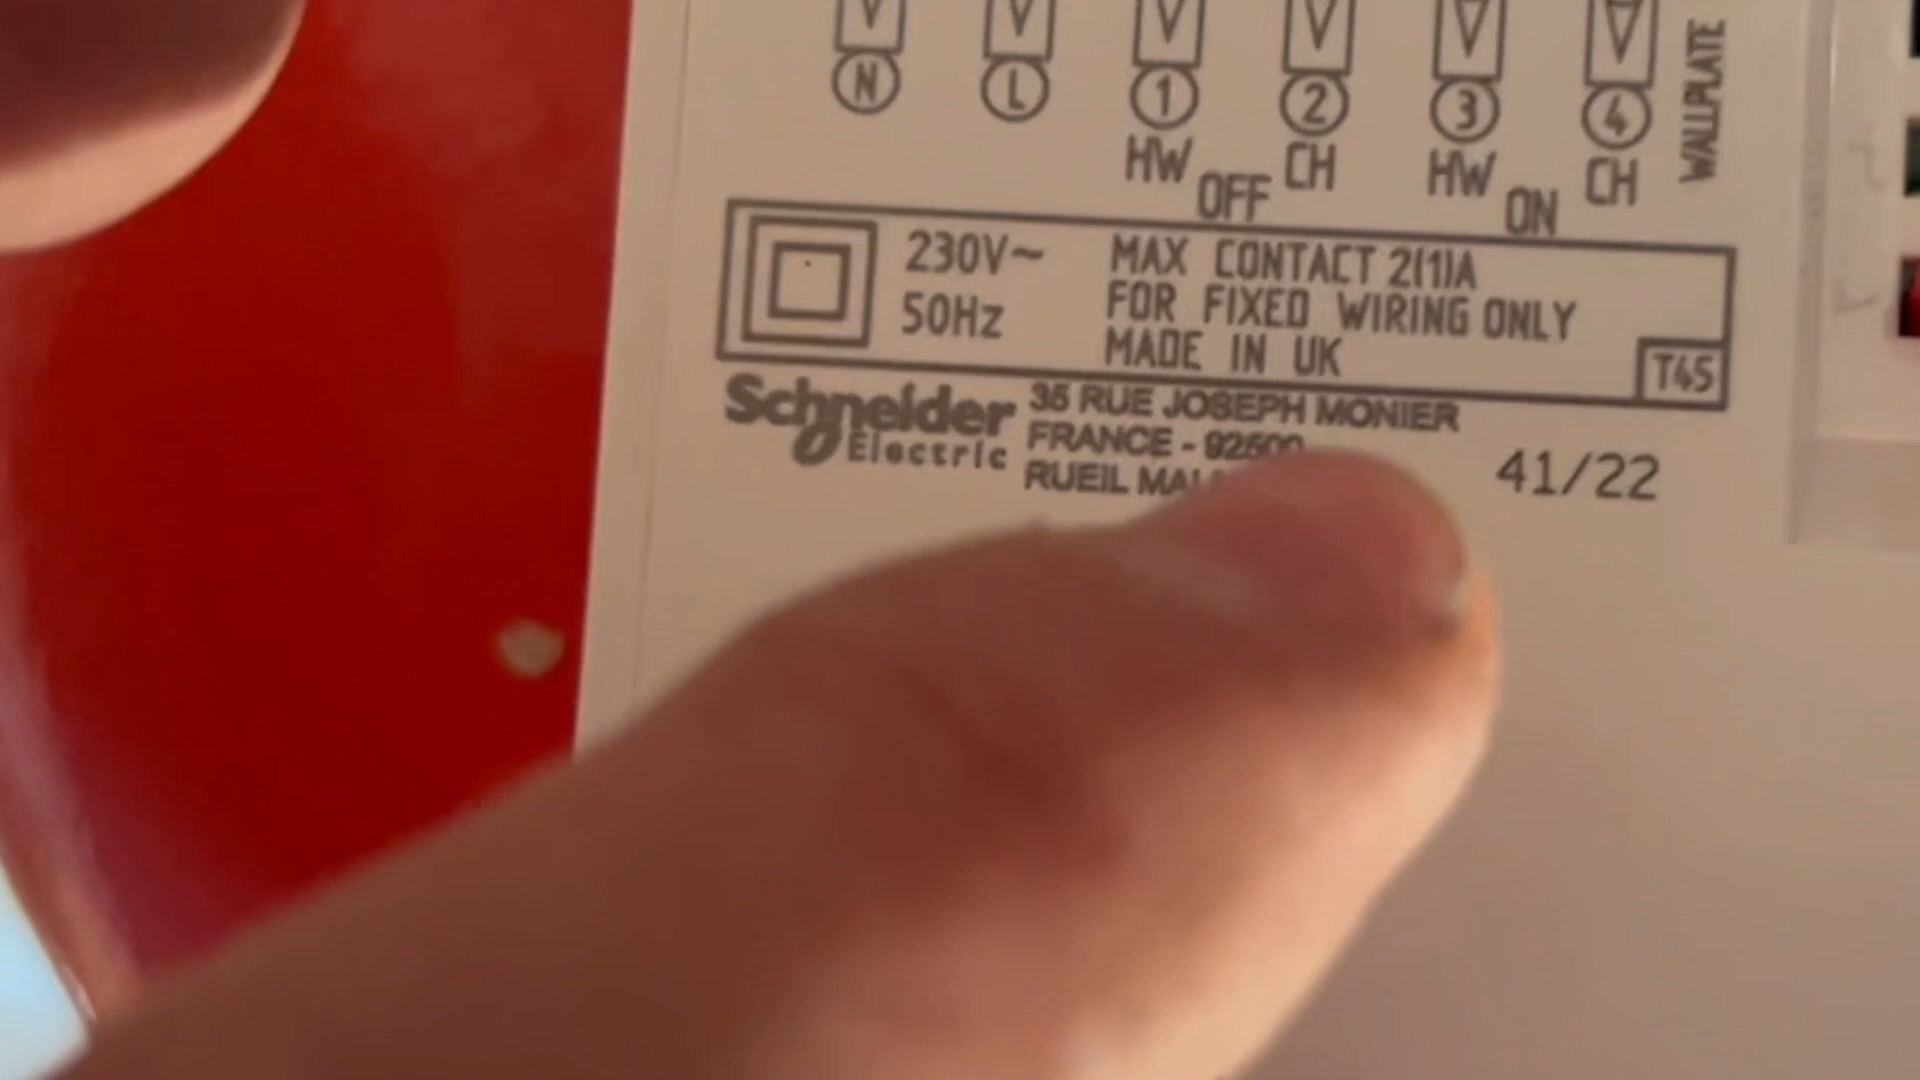 N L 1 2 3 4
HW OFF CH HW ON CH
WALLPLATE
230V~
50Hz
MAX CONTACT 2(1)A
FOR FIXED WIRING ONLY
MADE IN UK
T45
Schneider
Electric
35 RUE JOSEPH MONIER
FRANCE - 92500
RUEIL
41/22